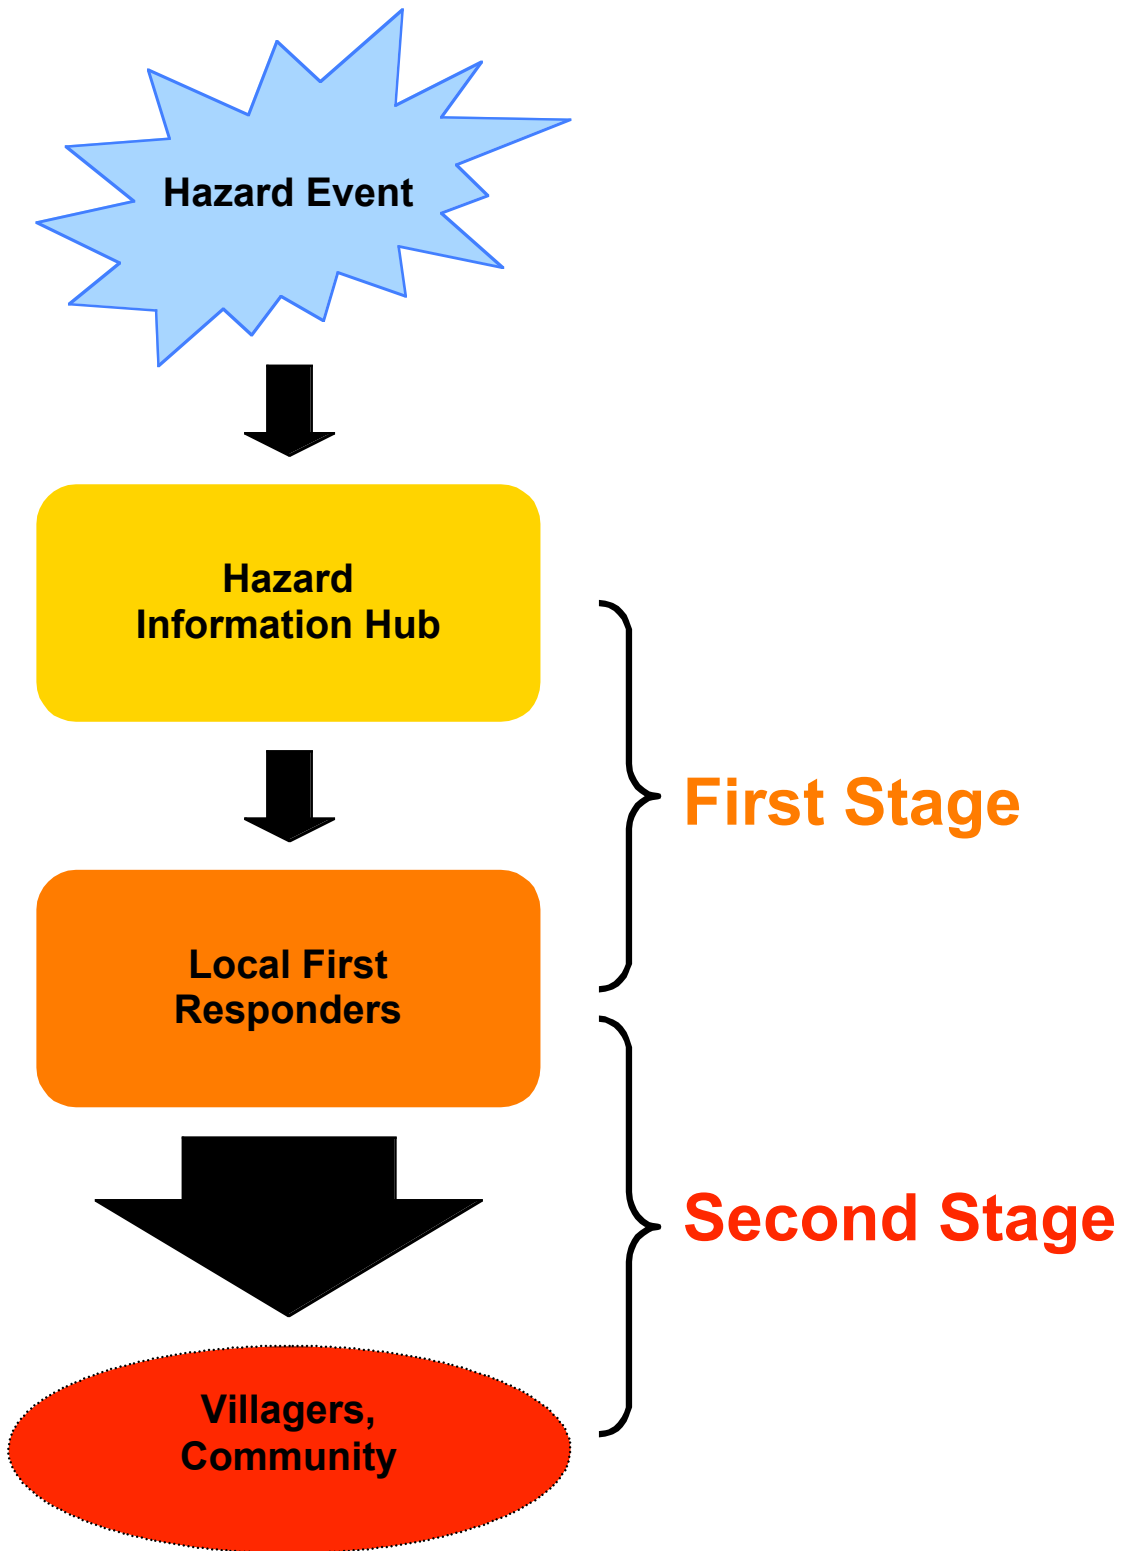 Hazard Event
Hazard
Information Hub
First Stage
Local First
Responders
Second Stage
Villagers,
Community